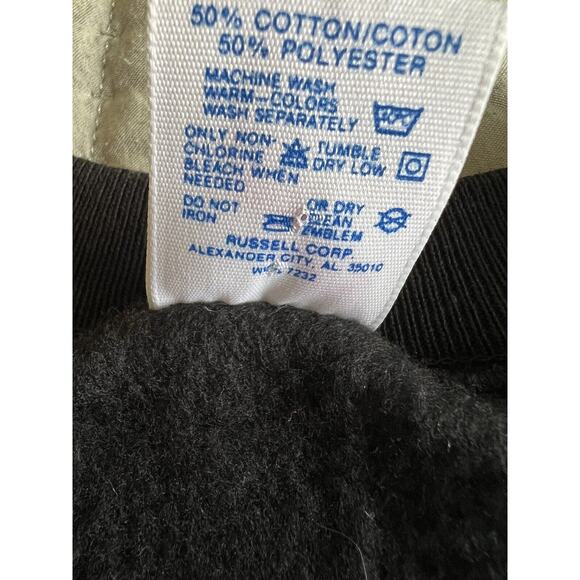 50% COTTON/COTON
50% POLYESTER
MACHINE WASH
WARM-COLORS
WASH SEPARATELY
ONLY NON- TUMBLE
CHLORINE DRY LOW
BLEACH WHEN
NEEDED
DO NOT OR DRY
IRON EMBLEM
RUSSELL CORP.
ALEXANDER CITY, AL. 35010
7232